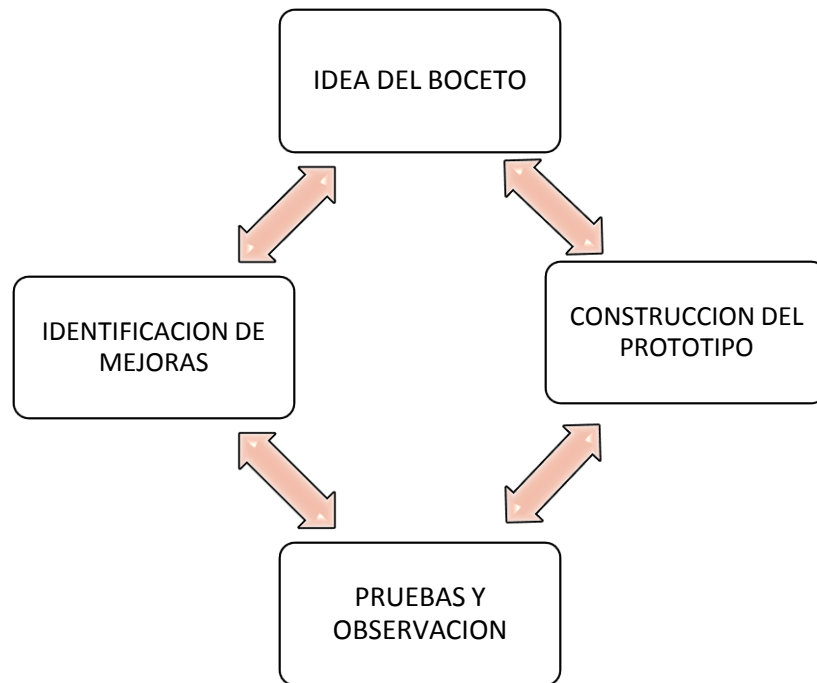 IDEA DEL BOCETO
IDENTIFICACION DE
MEJORAS
CONSTRUCCION DEL
PROTOTIPO
PRUEBAS Y
OBSERVACION